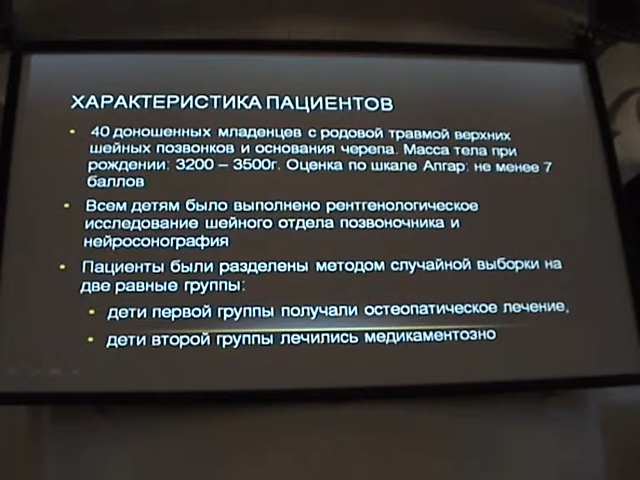 ХАРАКТЕРИСТИКА ПАЦИЕНТОВ
• 40 доношенных младенцев с родовой травмой верхних
шейных позвонков и основания черепа. Масса тела при
рождении: 3200 – 3500г. Оценка по шкале Апгар: не менее 7
баллов
• Всем детям было выполнено рентгенологическое
исследование шейного отдела позвоночника и
нейросонография
• Пациенты были разделены методом случайной выборки на
две равные группы:
• дети первой группы получали остеопатическое лечение,
• дети второй группы лечились медикаментозно